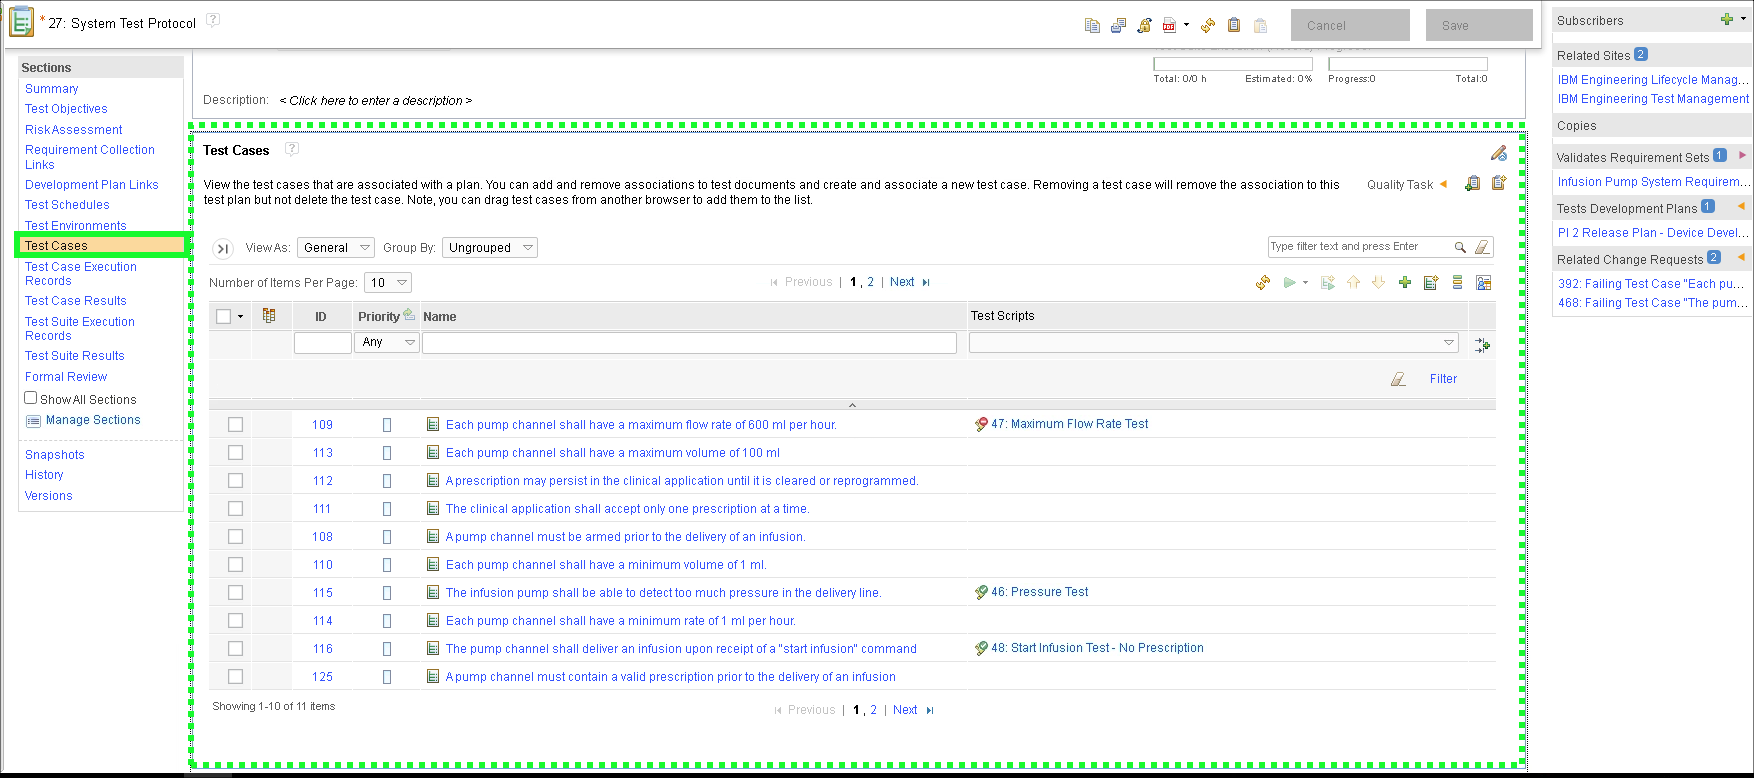 * 27: System Test Protocol ?
Cancel
Save
Sections
Summary
Test Objectives
Risk Assessment
Requirement Collection
Links
Development Plan Links
Test Schedules
Test Environments
Test Cases
Test Case Execution
Records
Test Case Results
Test Suite Execution
Records
Test Suite Results
Formal Review
Show All Sections
Manage Sections
Snapshots
History
Versions
Total: 0/0 h Estimated: 0% Progress:0 Total:0
Description: < Click here to enter a description >
Test Cases ?
View the test cases that are associated with a plan. You can add and remove associations to test documents and create and associate a new test case. Removing a test case will remove the association to this
test plan but not delete the test case. Note, you can drag test cases from another browser to add them to the list.
Quality Task
View As: General Group By: Ungrouped
Type filter text and press Enter
Number of Items Per Page: 10
Previous | 1 , 2 | Next
ID Priority Name Test Scripts
Any
Filter
109 Each pump channel shall have a maximum flow rate of 600 ml per hour. 47: Maximum Flow Rate Test
113 Each pump channel shall have a maximum volume of 100 ml
112 A prescription may persist in the clinical application until it is cleared or reprogrammed.
111 The clinical application shall accept only one prescription at a time.
108 A pump channel must be armed prior to the delivery of an infusion.
110 Each pump channel shall have a minimum volume of 1 ml.
115 The infusion pump shall be able to detect too much pressure in the delivery line. 46: Pressure Test
114 Each pump channel shall have a minimum rate of 1 ml per hour.
116 The pump channel shall deliver an infusion upon receipt of a "start infusion" command 48: Start Infusion Test - No Prescription
125 A pump channel must contain a valid prescription prior to the delivery of an infusion
Showing 1-10 of 11 items
Previous | 1 , 2 | Next
Subscribers
Related Sites 2
IBM Engineering Lifecycle Manag...
IBM Engineering Test Management
Copies
Validates Requirement Sets 1
Infusion Pump System Requirem...
Tests Development Plans 1
PI 2 Release Plan - Device Devel...
Related Change Requests 2
392: Failing Test Case "Each pu...
468: Failing Test Case "The pum...